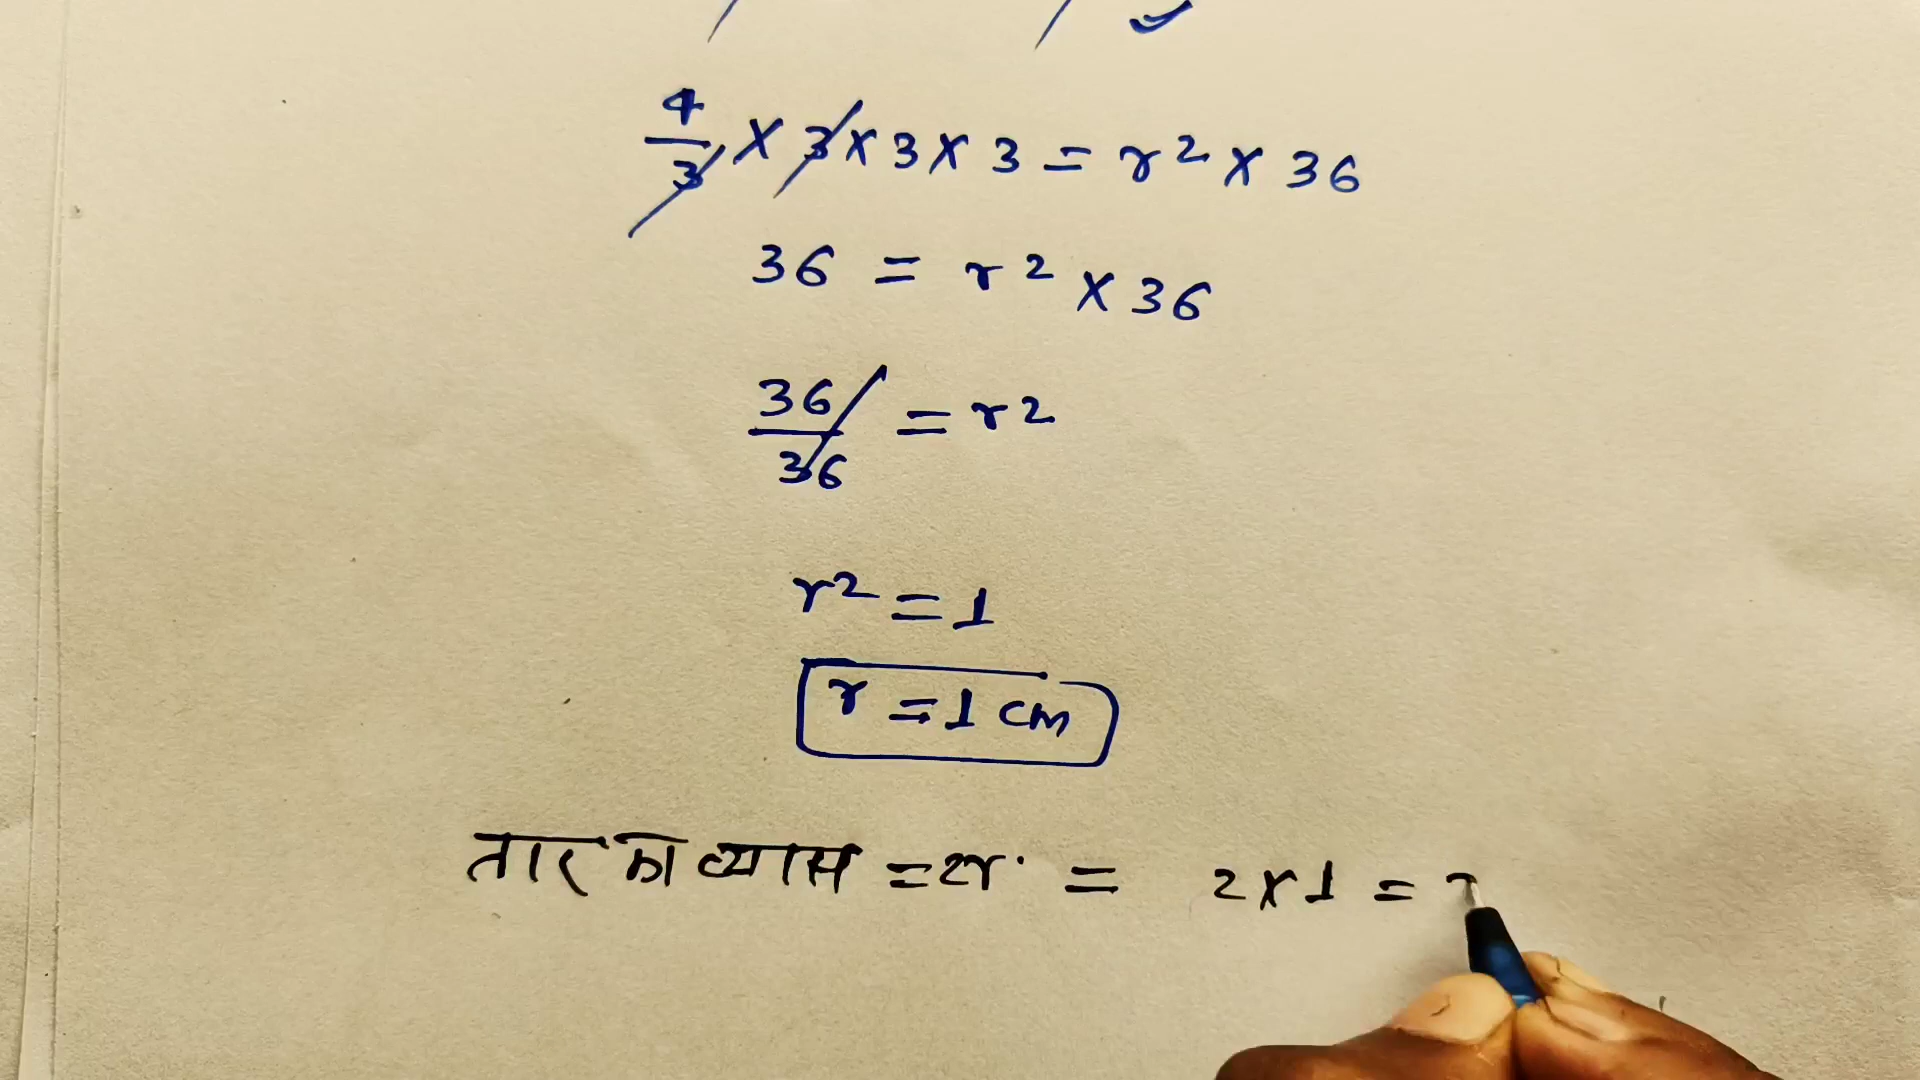 4/3 × 3 × 3 × 3 = r² × 36
36 = r² × 36
36/36 = r²
r² = 1
r = 1 cm
तार का व्यास = 2r = 2 × 1 =